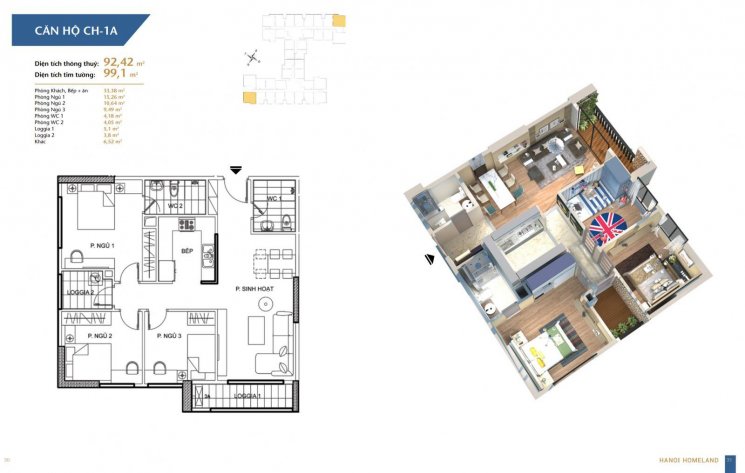 CĂN HỘ CH-1A
Diện tích thông thuỷ: 92,42 m²
Diện tích tim tường: 99,1 m²
Phòng Khách, Bếp + ăn 33,38 m²
Phòng Ngủ 1 15,26 m²
Phòng Ngủ 2 10,64 m²
Phòng Ngủ 3 9,49 m²
Phòng WC 1 4,18 m²
Phòng WC 2 4,05 m²
Loggia 1 5,1 m²
Loggia 2 3,8 m²
Khác 6,52 m²
WC 2
WC 1
P. NGỦ 1
BẾP
LOGGIA 2
P. SINH HOẠT
P. NGỦ 2
P. NGỦ 3
LOGGIA 1
HANOI HOMELAND